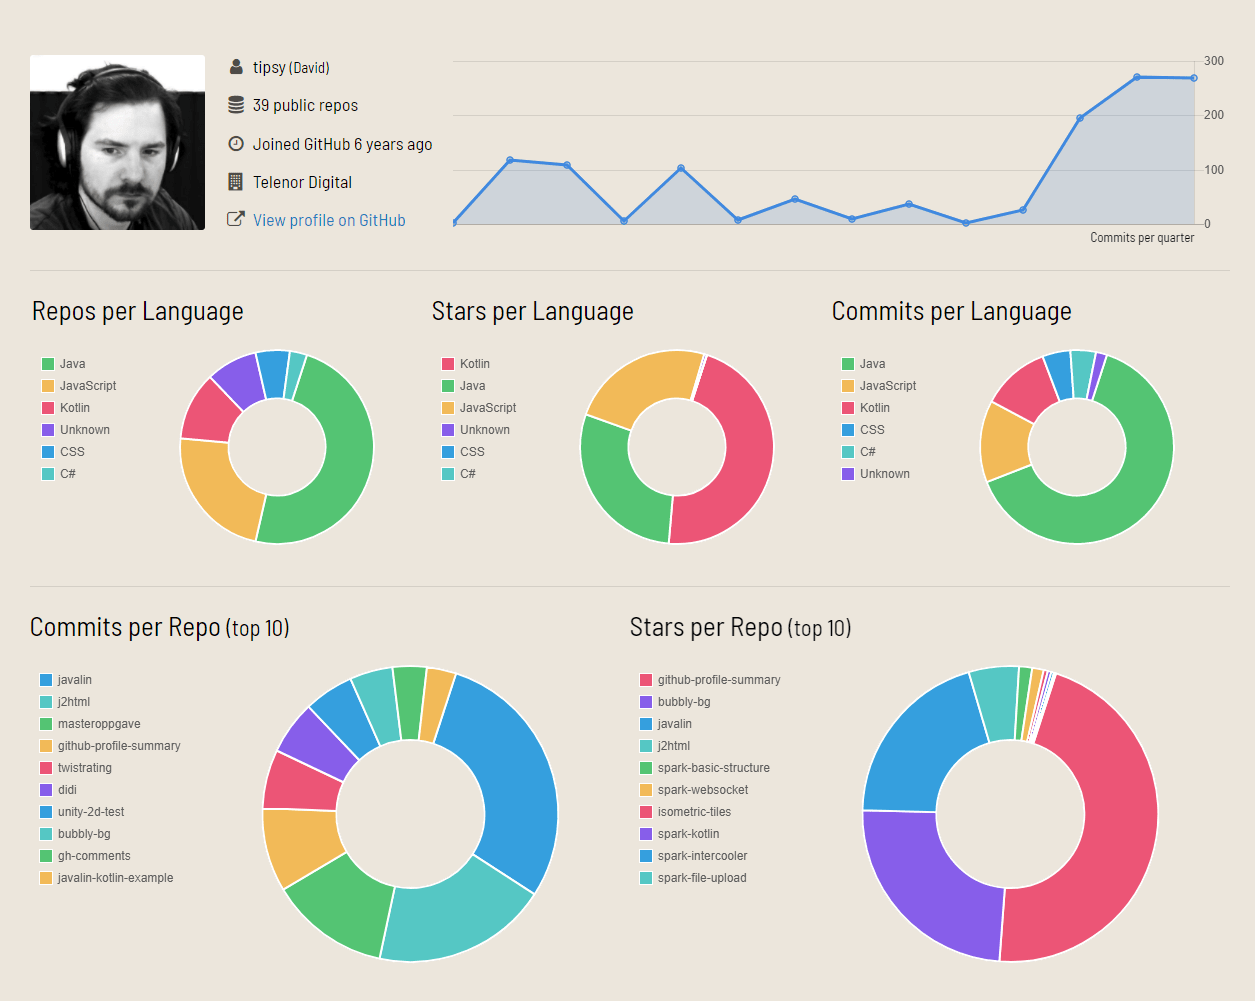 tipsy (David)
39 public repos
Joined GitHub 6 years ago
Telenor Digital
View profile on GitHub
300
200
100
0
Commits per quarter
Repos per Language
Java
JavaScript
Kotlin
Unknown
CSS
C#
Stars per Language
Kotlin
Java
JavaScript
Unknown
CSS
C#
Commits per Language
Java
JavaScript
Kotlin
CSS
C#
Unknown
Commits per Repo (top 10)
javalin
j2html
masteroppgave
github-profile-summary
twistrating
didi
unity-2d-test
bubbly-bg
gh-comments
javalin-kotlin-example
Stars per Repo (top 10)
github-profile-summary
bubbly-bg
javalin
j2html
spark-basic-structure
spark-websocket
isometric-tiles
spark-kotlin
spark-intercooler
spark-file-upload